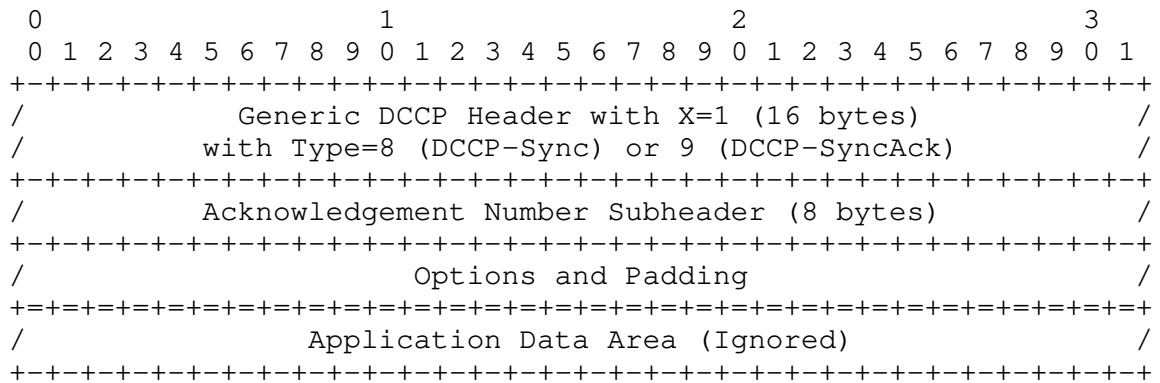 0                   1                   2                   3
 0 1 2 3 4 5 6 7 8 9 0 1 2 3 4 5 6 7 8 9 0 1 2 3 4 5 6 7 8 9 0 1
+-+-+-+-+-+-+-+-+-+-+-+-+-+-+-+-+-+-+-+-+-+-+-+-+-+-+-+-+-+-+-+-+
/            Generic DCCP Header with X=1 (16 bytes)            /
/          with Type=8 (DCCP-Sync) or 9 (DCCP-SyncAck)          /
+-+-+-+-+-+-+-+-+-+-+-+-+-+-+-+-+-+-+-+-+-+-+-+-+-+-+-+-+-+-+-+-+
/          Acknowledgement Number Subheader (8 bytes)           /
+-+-+-+-+-+-+-+-+-+-+-+-+-+-+-+-+-+-+-+-+-+-+-+-+-+-+-+-+-+-+-+-+
/                      Options and Padding                      /
+=+=+=+=+=+=+=+=+=+=+=+=+=+=+=+=+=+=+=+=+=+=+=+=+=+=+=+=+=+=+=+=+
/                Application Data Area (Ignored)                /
+-+-+-+-+-+-+-+-+-+-+-+-+-+-+-+-+-+-+-+-+-+-+-+-+-+-+-+-+-+-+-+-+